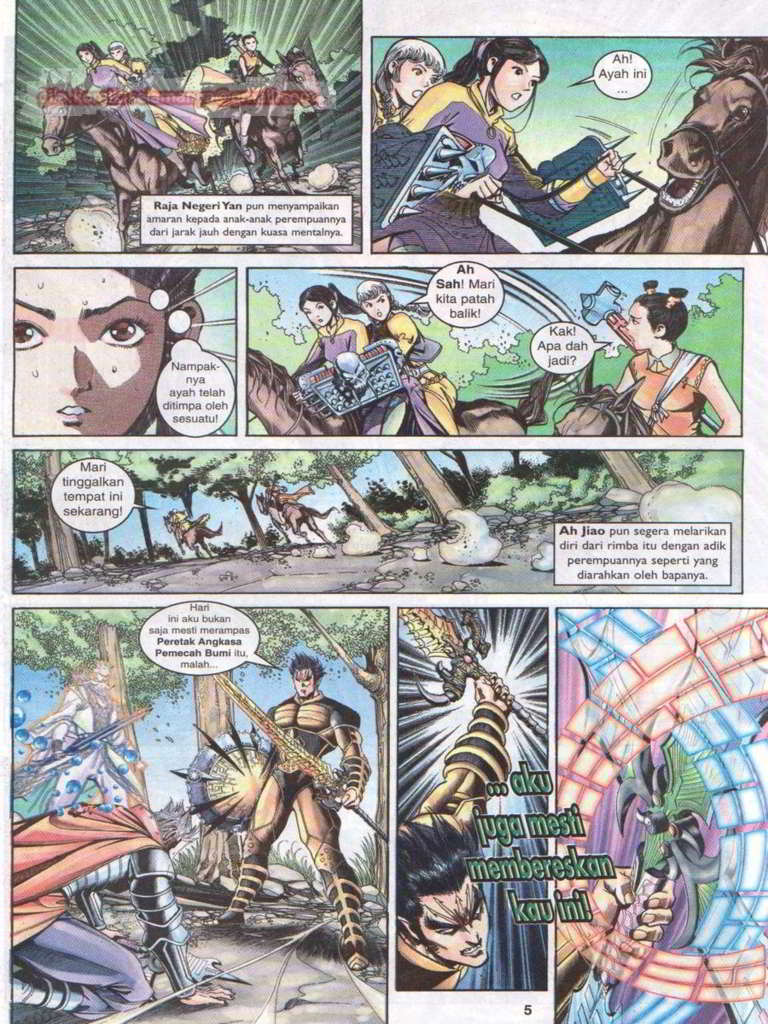 Raja Negeri Yan pun menyampaikan
amaran kepada anak-anak perempuannya
dari jarak jauh dengan kuasa mentalnya.
Ah!
Ayah ini
...
Nampak-
nya
ayah telah
ditimpa oleh
sesuatu!
Ah
Sah! Mari
kita patah
balik!
Kak!
Apa dah
jadi?
Mari
tinggalkan
tempat ini
sekarang!
Ah Jiao pun segera melarikan
diri dari rimba itu dengan adik
perempuannya seperti yang
diarahkan oleh bapanya.
Hari
ini aku bukan
saja mesti merampas
Peretak Angkasa
Pemecah Bumi itu,
malah...
... aku
juga mesti
membereskan
kau ini!
5